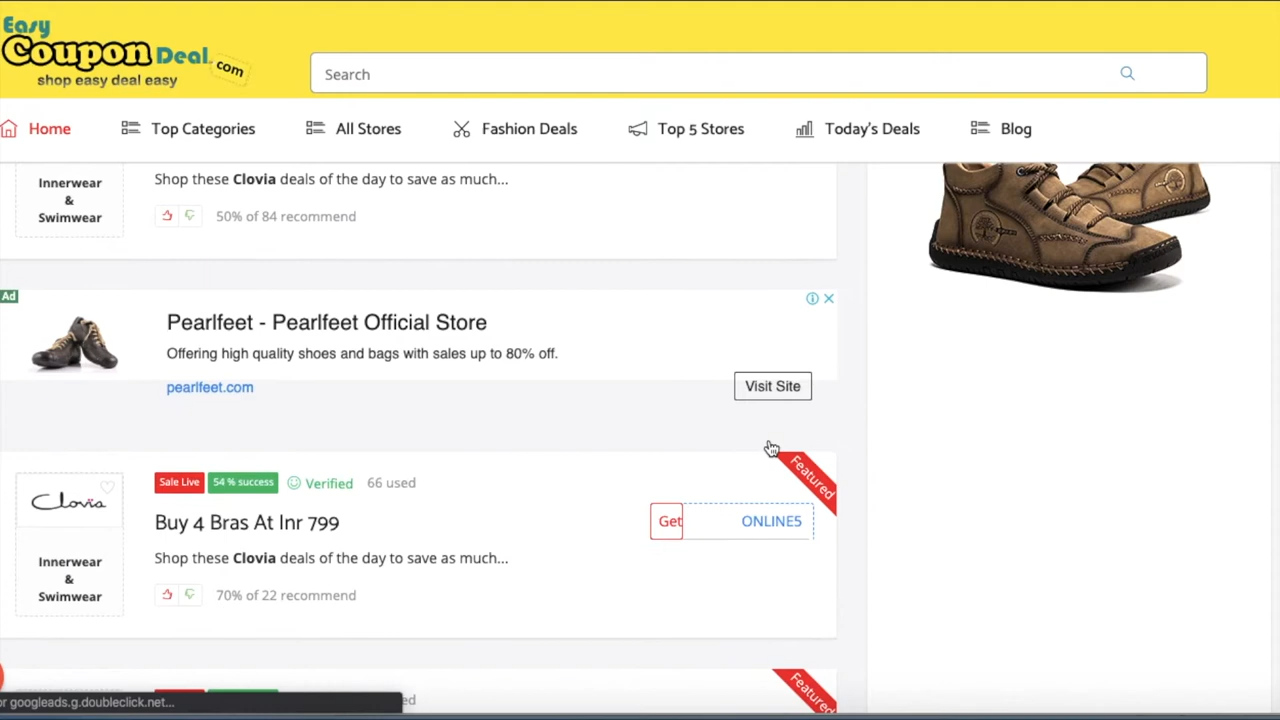 Easy
Coupon Deal.com
shop easy deal easy
Search
Home
Top Categories
All Stores
Fashion Deals
Top 5 Stores
Today's Deals
Blog
Innerwear
&
Swimwear
Shop these Clovia deals of the day to save as much...
50% of 84 recommend
Ad
Pearlfeet - Pearlfeet Official Store
Offering high quality shoes and bags with sales up to 80% off.
pearlfeet.com
Visit Site
Clovia
Innerwear
&
Swimwear
Sale Live
54 % success
Verified
66 used
Buy 4 Bras At Inr 799
Shop these Clovia deals of the day to save as much...
70% of 22 recommend
Featured
Get
ONLINE5
Featured
or googleads.g.doubleclick.net...